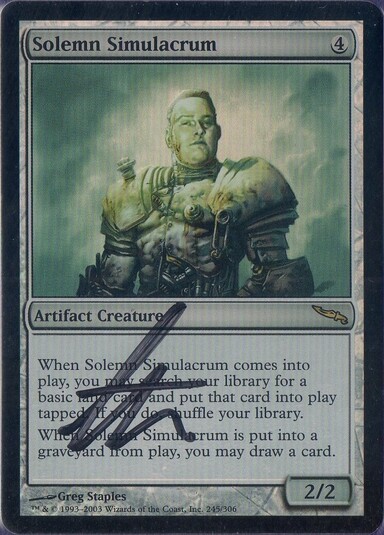 Solemn Simulacrum 4
Artifact Creature
When Solemn Simulacrum comes into
play, you may search your library for a
basic land card and put that card into play
tapped. If you do, shuffle your library.
When Solemn Simulacrum is put into a
graveyard from play, you may draw a card.
2/2
Greg Staples
™ & © 1993–2003 Wizards of the Coast, Inc. 245/306